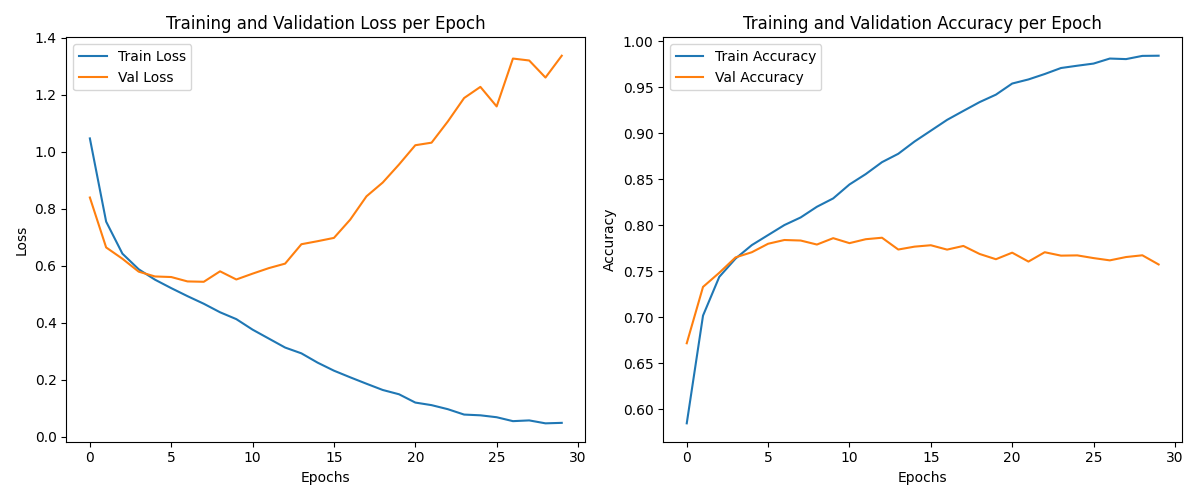 Training and Validation Loss per Epoch
Train Loss
Val Loss
1.4
1.2
1.0
0.8
0.6
0.4
0.2
0.0
Loss
0 5 10 15 20 25 30
Epochs
Training and Validation Accuracy per Epoch
Train Accuracy
Val Accuracy
1.00
0.95
0.90
0.85
0.80
0.75
0.70
0.65
0.60
Accuracy
0 5 10 15 20 25 30
Epochs